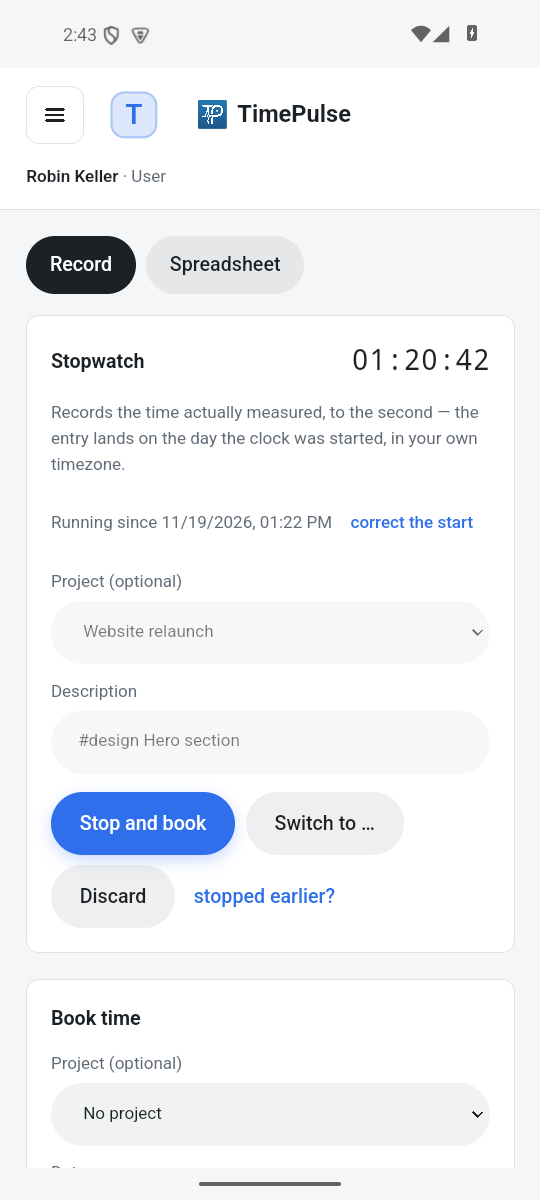 2:43
T
TimePulse
Robin Keller · User
Record
Spreadsheet
Stopwatch
01:20:42
Records the time actually measured, to the second — the
entry lands on the day the clock was started, in your own
timezone.
Running since 11/19/2026, 01:22 PM
correct the start
Project (optional)
Website relaunch
Description
#design Hero section
Stop and book
Switch to ...
Discard
stopped earlier?
Book time
Project (optional)
No project